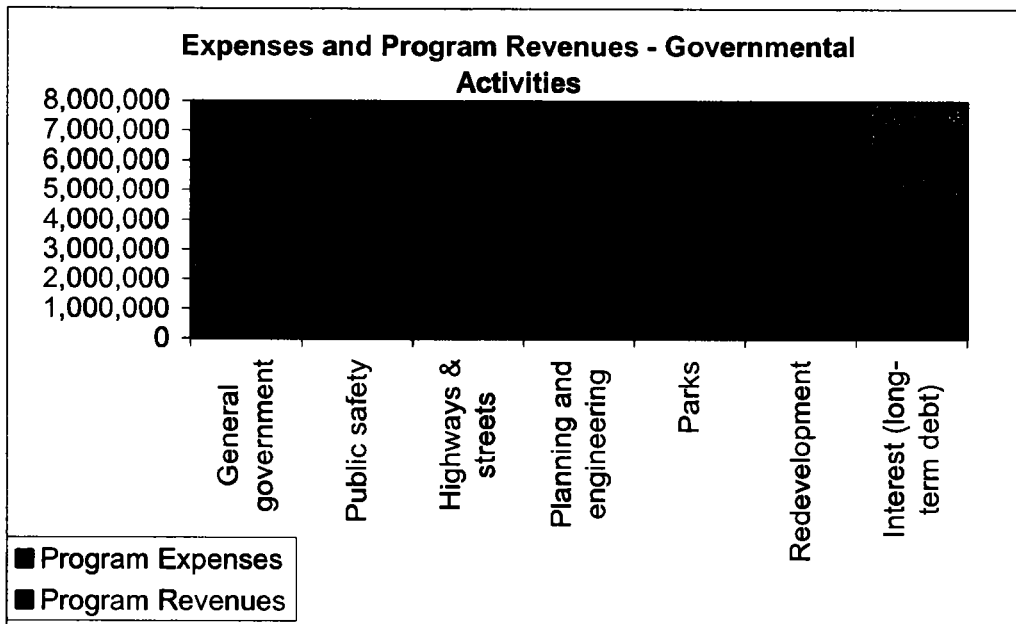 Expenses and Program Revenues - Governmental
Activities
8,000,000
7,000,000
6,000,000
5,000,000
4,000,000
3,000,000
2,000,000
1,000,000
0
General
government
Public safety
Highways &
streets
Planning and
engineering
Parks
Redevelopment
Interest (long-
term debt)
Program Expenses
Program Revenues